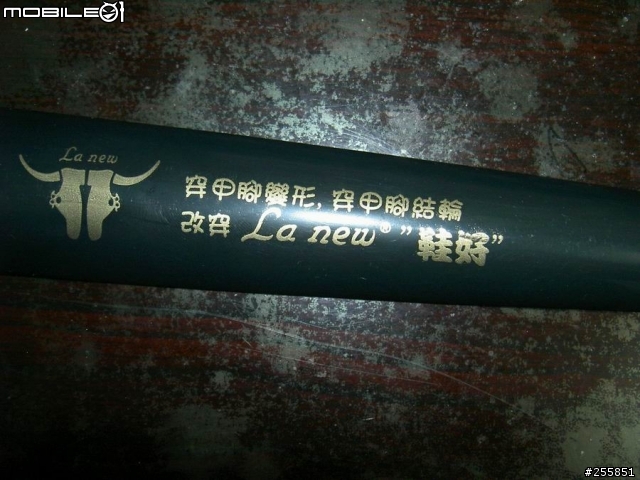 MOBILE01
La new
穿甲腳變形,穿甲腳結輪
改穿 La new® "鞋好"
#255851